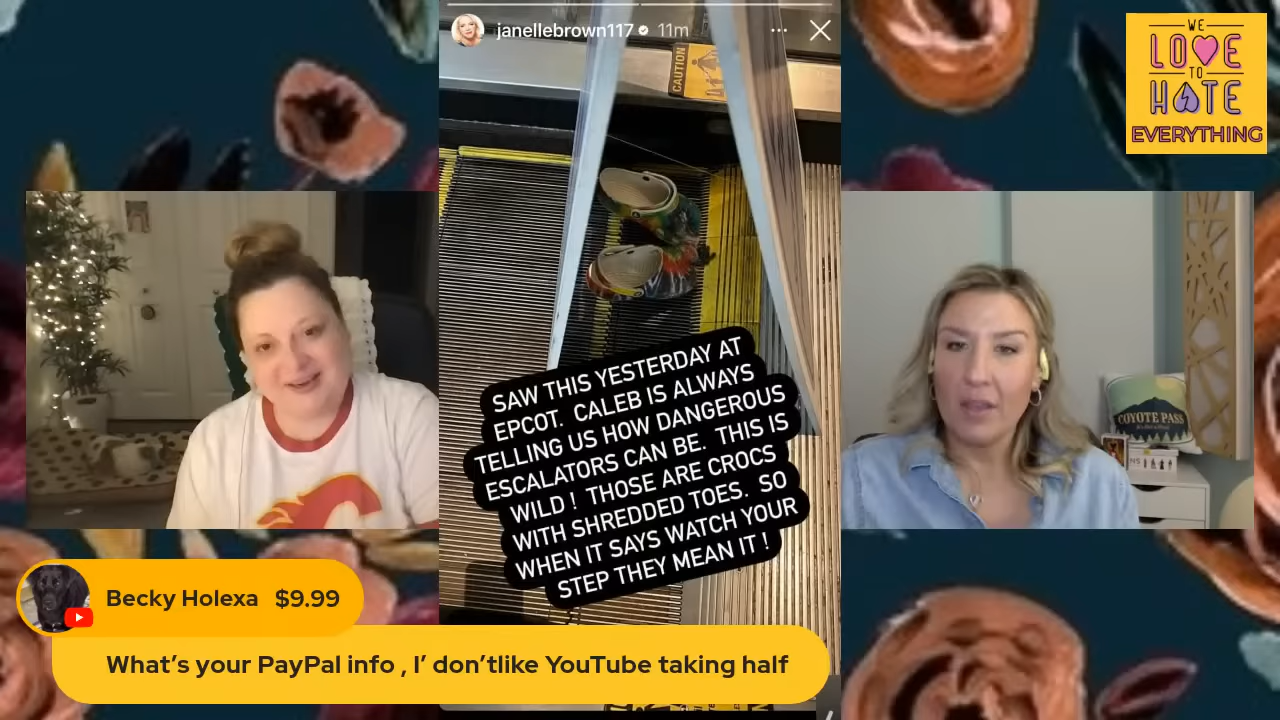 janellebrown117 11m
CAUTION
WE
LOVE
TO
HATE
EVERYTHING
SAW THIS YESTERDAY AT
EPCOT. CALEB IS ALWAYS
TELLING US HOW DANGEROUS
ESCALATORS CAN BE. THIS IS
WILD ! THOSE ARE CROCS
WITH SHREDDED TOES. SO
WHEN IT SAYS WATCH YOUR
STEP THEY MEAN IT !
COYOTE PASS
Becky Holexa $9.99
What’s your PayPal info , I’ don’tlike YouTube taking half